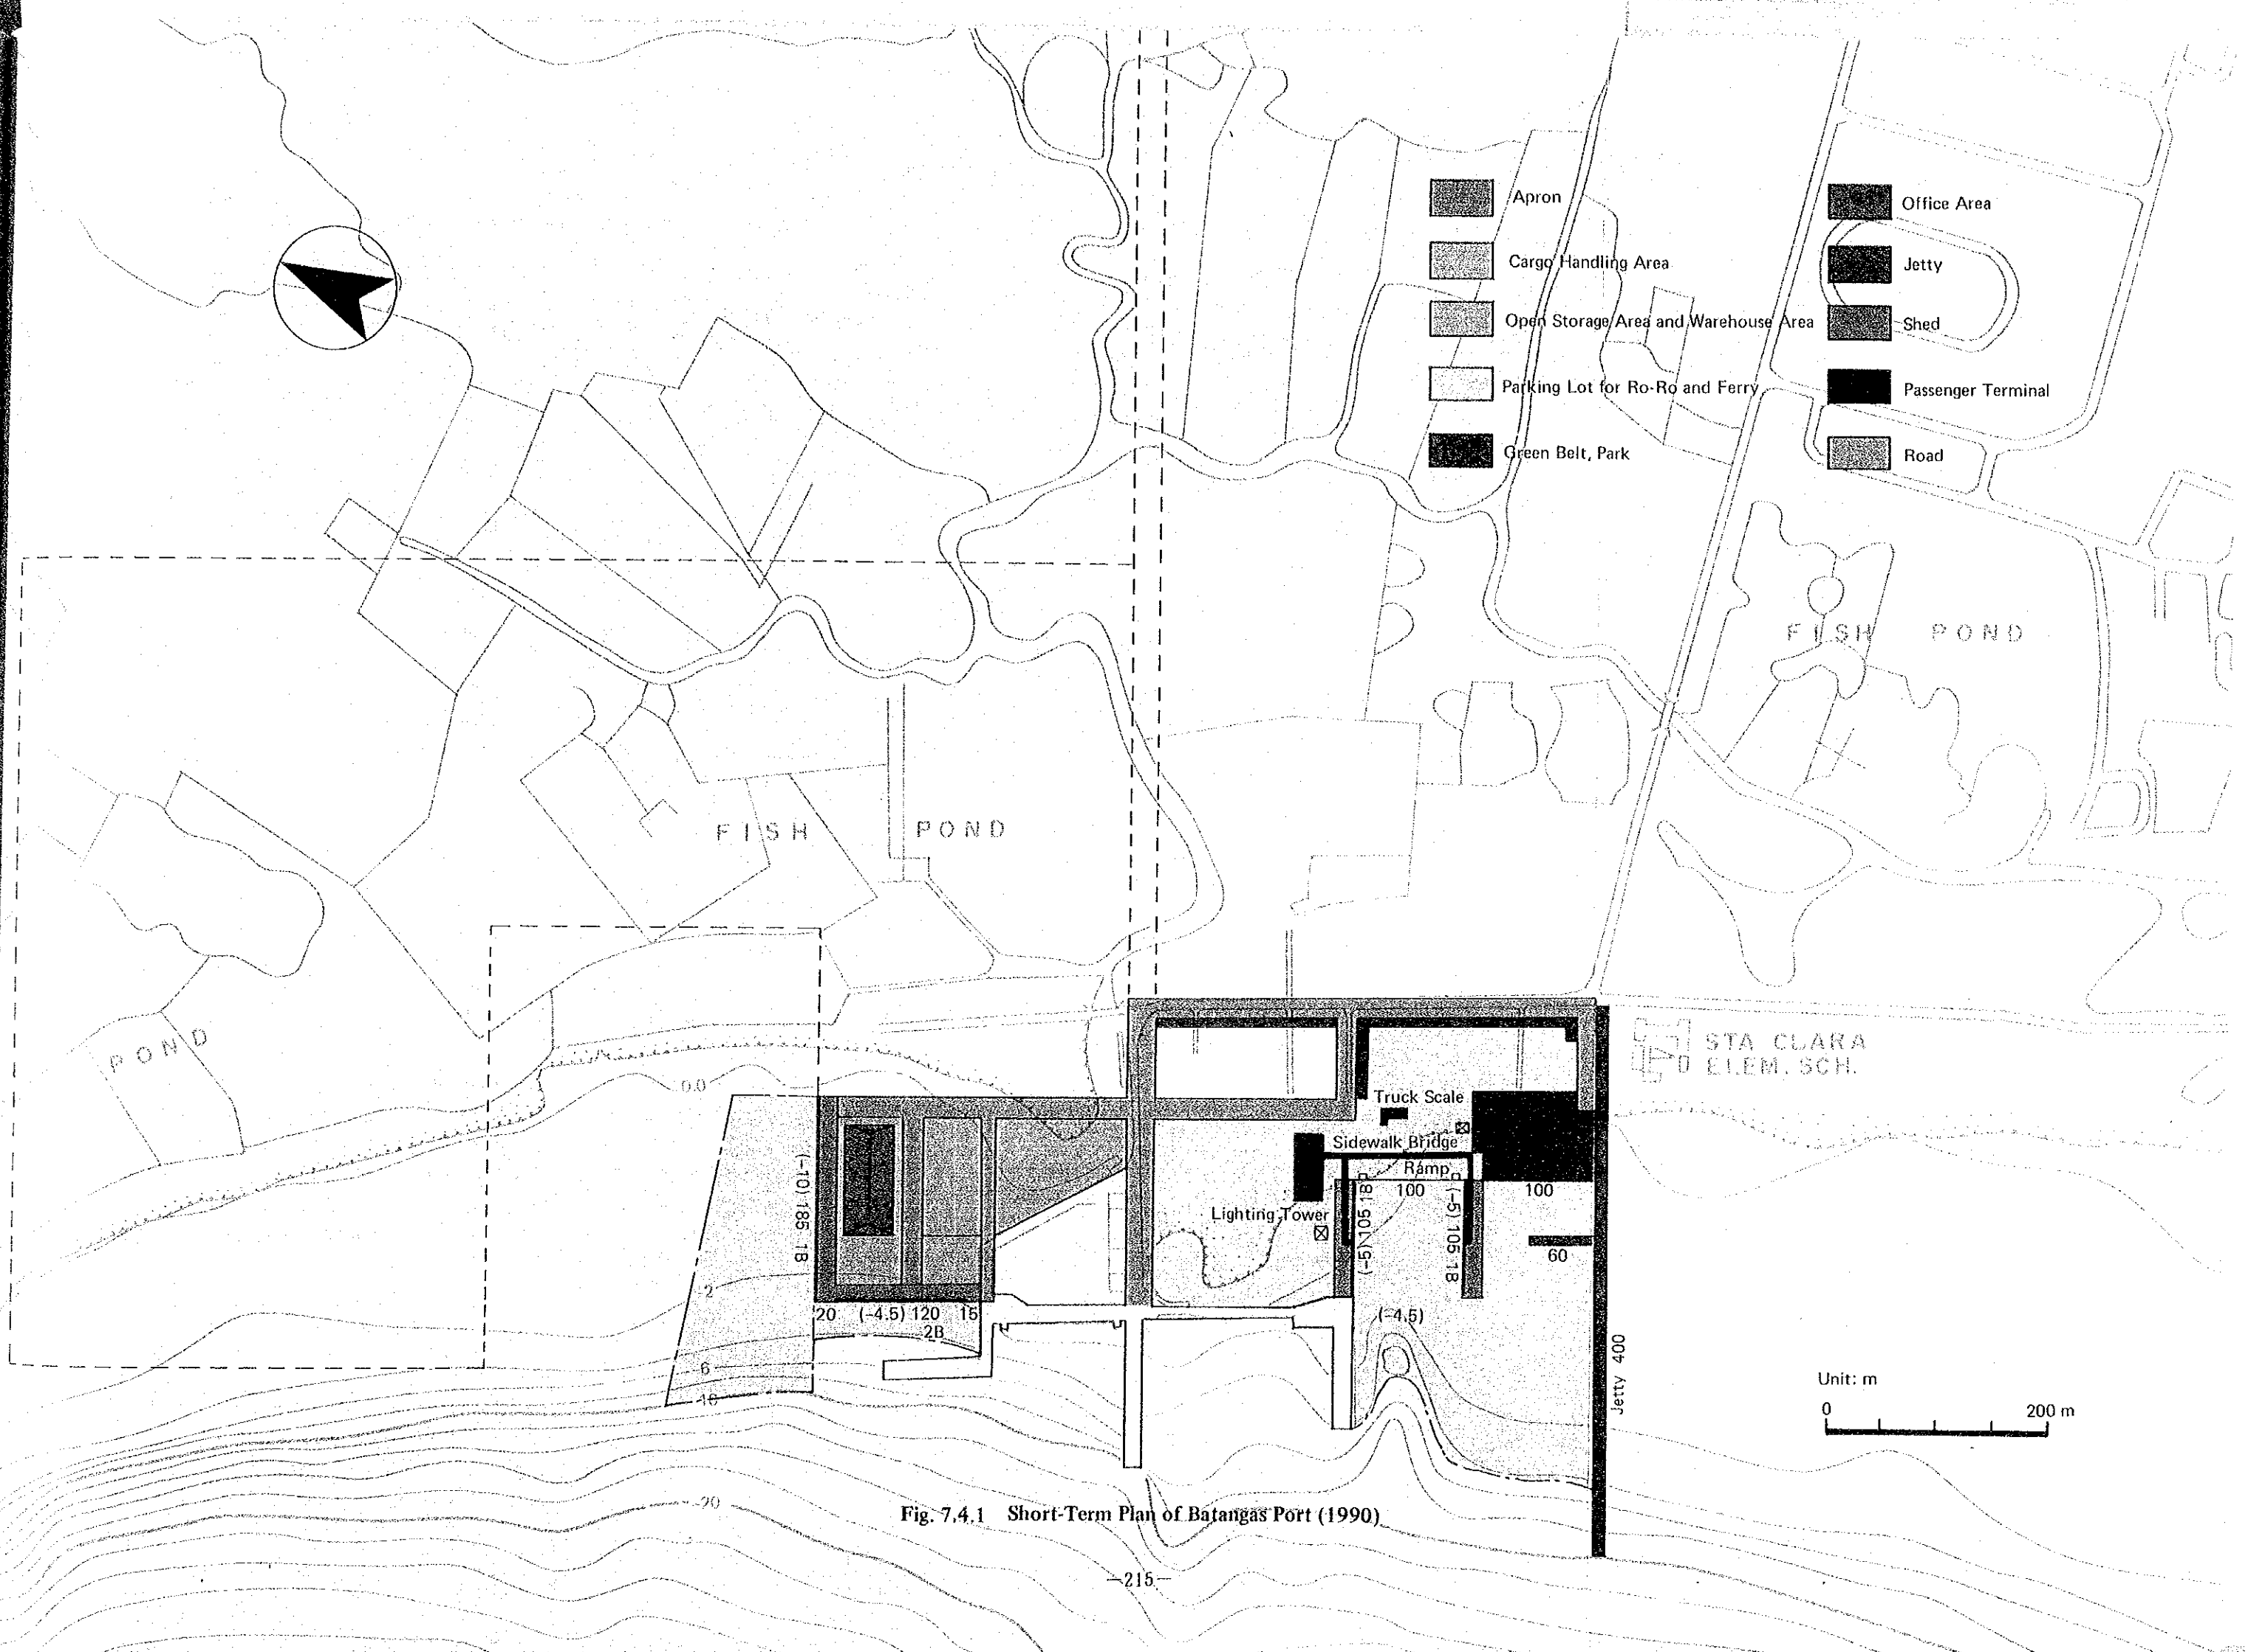 Apron
Office Area
Cargo Handling Area
Jetty
Open Storage Area and Warehouse Area
Shed
Parking Lot for Ro-Ro and Ferry
Passenger Terminal
Green Belt, Park
Road
FISH POND
FISH POND
POND
STA CLARA
ELEM. SCH.
0.0
Truck Scale
Sidewalk Bridge
Ramp
100
100
(-10) 185 1B
Lighting Tower
(-5) 105 1B
(-5) 105 1B
60
-2
20 (-4.5) 120 15
2B
(-4.5)
-6
-10
Jetty 400
Unit: m
0 200 m
-20
Fig. 7.4.1 Short-Term Plan of Batangas Port (1990)
—215—